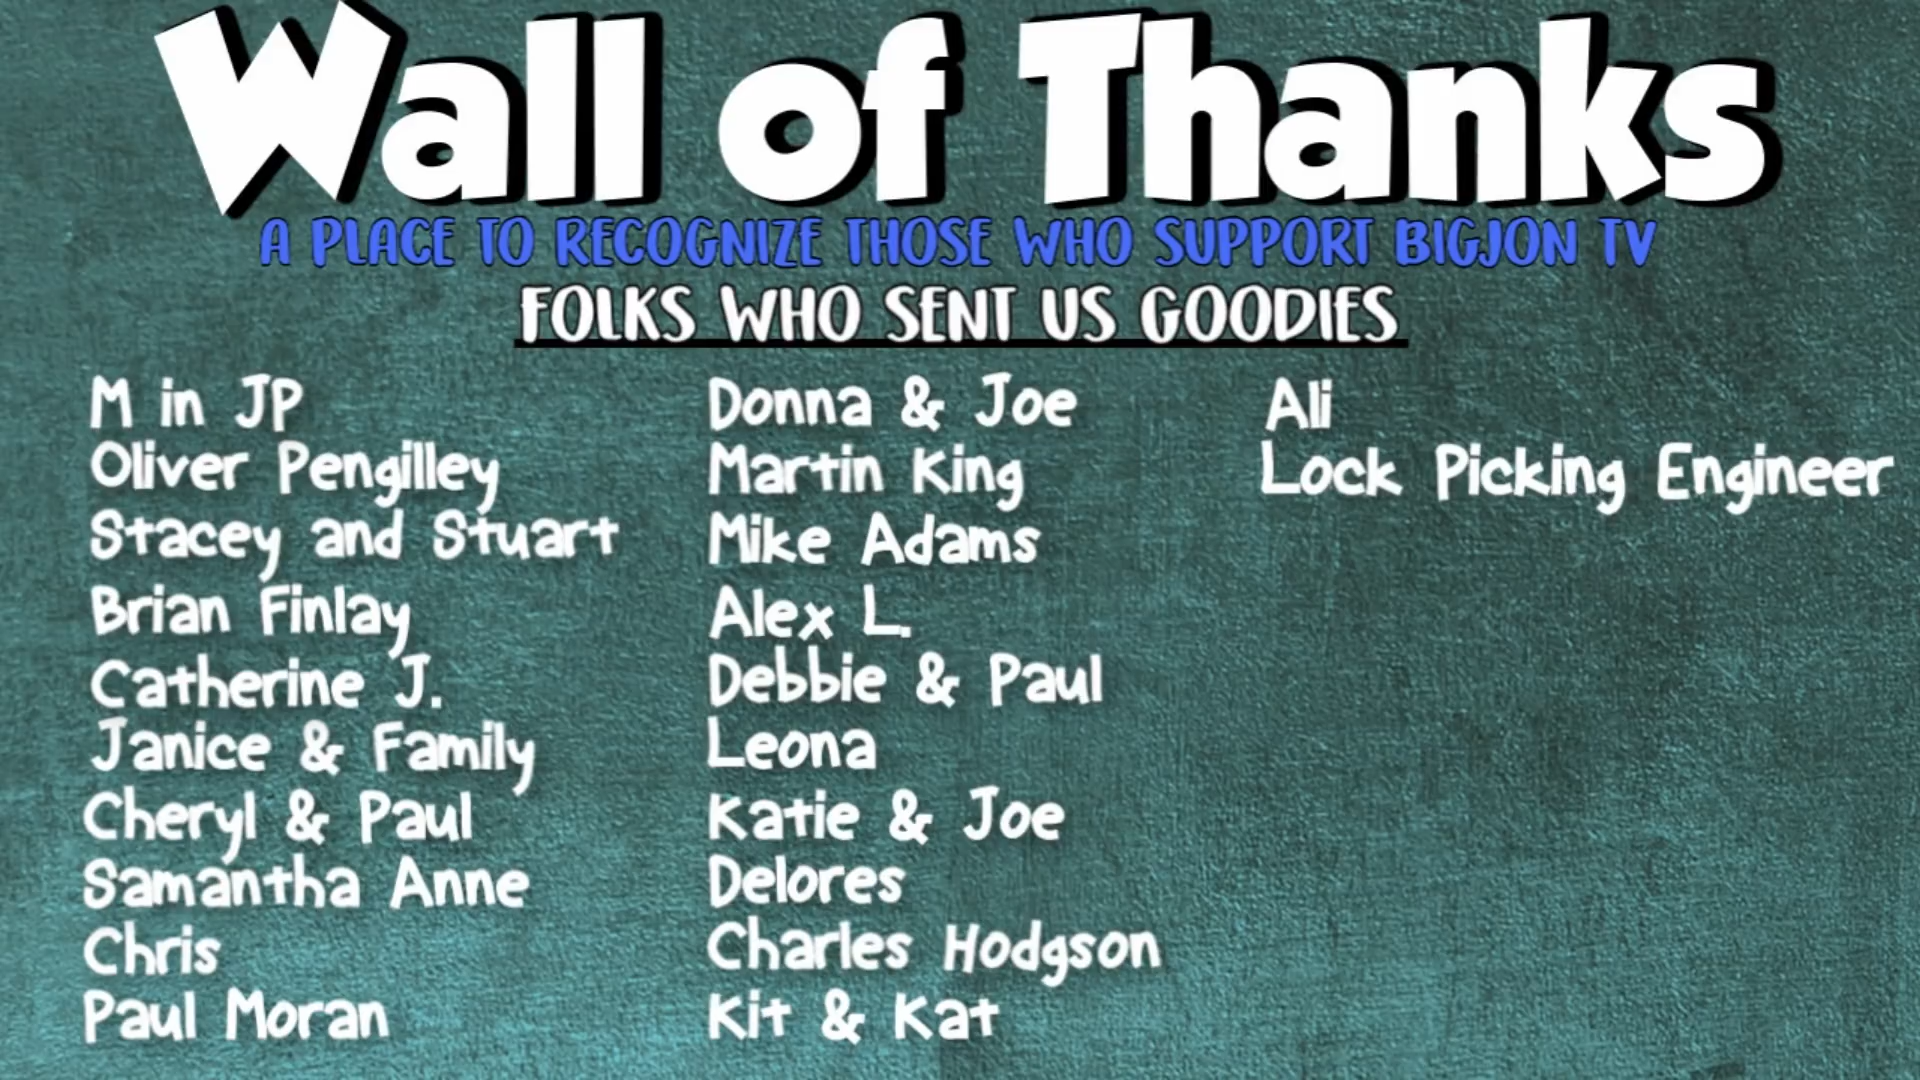 Wall of Thanks
A PLACE TO RECOGNIZE THOSE WHO SUPPORT BIGJON TV
FOLKS WHO SENT US GOODIES
M in JP
Oliver Pengilley
Stacey and Stuart
Brian Finlay
Catherine J.
Janice & Family
Cheryl & Paul
Samantha Anne
Chris
Paul Moran
Donna & Joe
Martin King
Mike Adams
Alex L.
Debbie & Paul
Leona
Katie & Joe
Delores
Charles Hodgson
Kit & Kat
Ali
Lock Picking Engineer